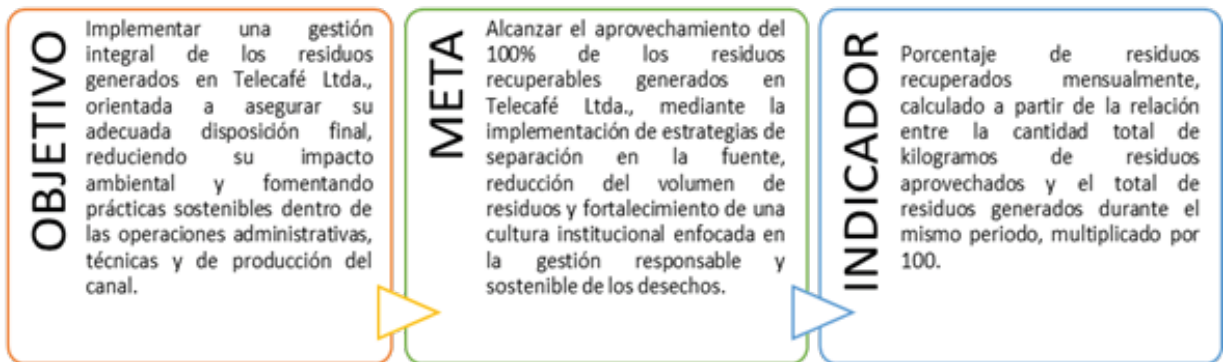 OBJETIVO
Implementar una gestión
integral de los residuos
generados en Telecafé Ltda.,
orientada a asegurar su
adecuada disposición final,
reduciendo su impacto
ambiental y fomentando
prácticas sostenibles dentro de
las operaciones administrativas,
técnicas y de producción del
canal.
META
Alcanzar el aprovechamiento del
100% de los residuos
recuperables generados en
Telecafé Ltda., mediante la
implementación de estrategias de
separación en la fuente,
reducción del volumen de
residuos y fortalecimiento de una
cultura institucional enfocada en
la gestión responsable y
sostenible de los desechos.
INDICADOR
Porcentaje de residuos
recuperados mensualmente,
calculado a partir de la relación
entre la cantidad total de
kilogramos de residuos
aprovechados y el total de
residuos generados durante el
mismo periodo, multiplicado por
100.